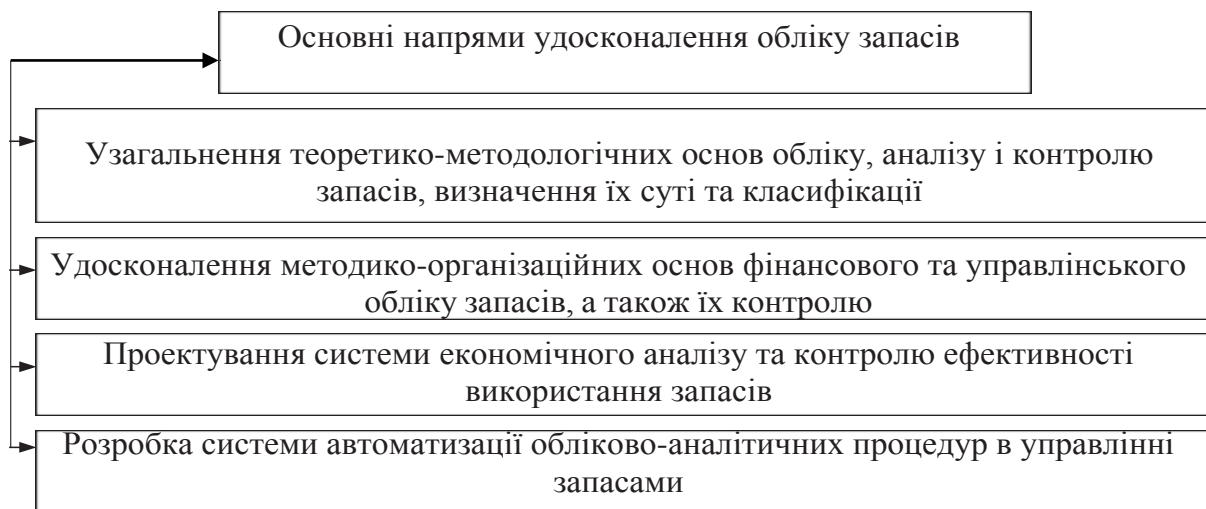 Основні напрями удосконалення обліку запасів
Узагальнення теоретико-методологічних основ обліку, аналізу і контролю
запасів, визначення їх суті та класифікації
Удосконалення методико-організаційних основ фінансового та управлінського
обліку запасів, а також їх контролю
Проектування системи економічного аналізу та контролю ефективності
використання запасів
Розробка системи автоматизації обліково-аналітичних процедур в управлінні
запасами